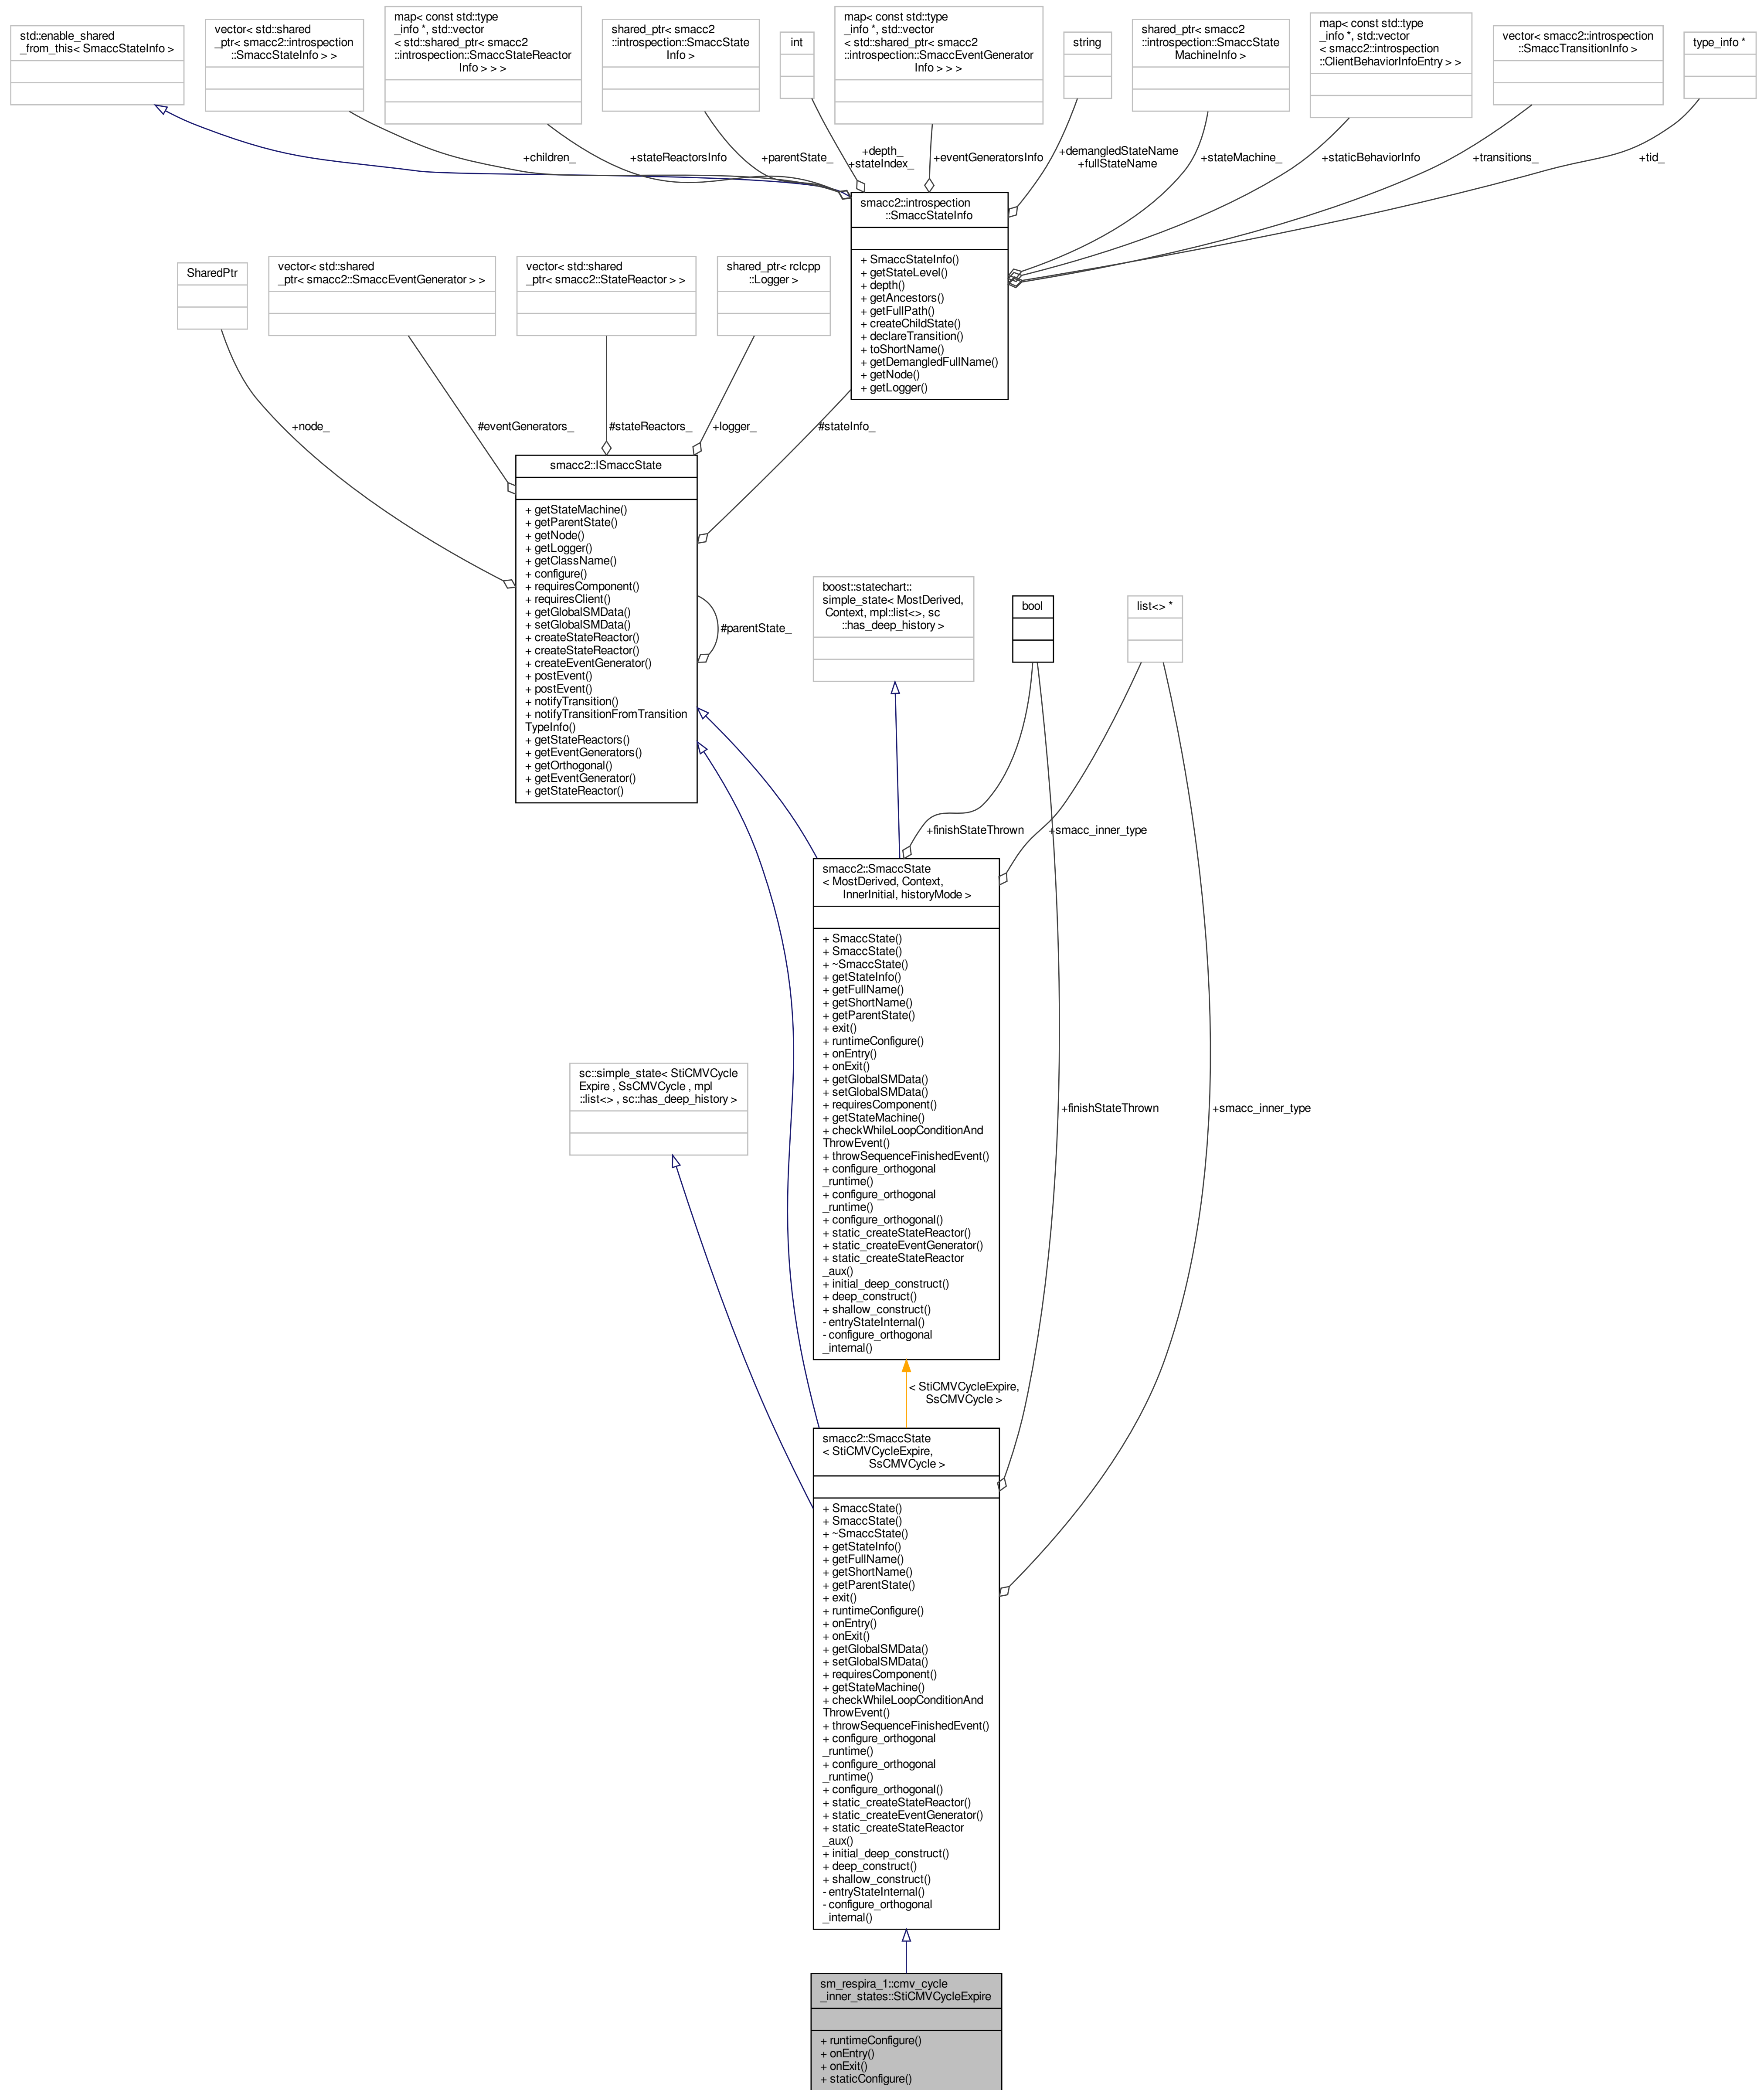 std::enable_shared
_from_this< SmaccStateInfo >
vector< std::shared
_ptr< smacc2::introspection
::SmaccStateInfo > >
map< const std::type
_info *, std::vector
< std::shared_ptr< smacc2
::introspection::SmaccStateReactor
Info > > >
shared_ptr< smacc2
::introspection::SmaccState
Info >
int
map< const std::type
_info *, std::vector
< std::shared_ptr< smacc2
::introspection::SmaccEventGenerator
Info > > >
string
shared_ptr< smacc2
::introspection::SmaccState
MachineInfo >
map< const std::type
_info *, std::vector
< smacc2::introspection
::ClientBehaviorInfoEntry > >
vector< smacc2::introspection
::SmaccTransitionInfo >
type_info *
+children_
+stateReactorsInfo
+parentState_
+depth_
+stateIndex_
+eventGeneratorsInfo
+demangledStateName
+fullStateName
+stateMachine_
+staticBehaviorInfo
+transitions_
+tid_
smacc2::introspection
::SmaccStateInfo
+ SmaccStateInfo()
+ getStateLevel()
+ depth()
+ getAncestors()
+ getFullPath()
+ createChildState()
+ declareTransition()
+ toShortName()
+ getDemangledFullName()
+ getNode()
+ getLogger()
SharedPtr
vector< std::shared
_ptr< smacc2::SmaccEventGenerator > >
vector< std::shared
_ptr< smacc2::StateReactor > >
shared_ptr< rclcpp
::Logger >
+node_
#eventGenerators_
#stateReactors_
+logger_
#stateInfo_
smacc2::ISmaccState
+ getStateMachine()
+ getParentState()
+ getNode()
+ getLogger()
+ getClassName()
+ configure()
+ requiresComponent()
+ requiresClient()
+ getGlobalSMData()
+ setGlobalSMData()
+ createStateReactor()
+ createStateReactor()
+ createEventGenerator()
+ postEvent()
+ postEvent()
+ notifyTransition()
+ notifyTransitionFromTransition
TypeInfo()
+ getStateReactors()
+ getEventGenerators()
+ getOrthogonal()
+ getEventGenerator()
+ getStateReactor()
#parentState_
boost::statechart::
simple_state< MostDerived,
Context, mpl::list<>, sc
::has_deep_history >
bool
list<> *
+finishStateThrown
+smacc_inner_type
smacc2::SmaccState
< MostDerived, Context,
InnerInitial, historyMode >
+ SmaccState()
+ SmaccState()
+ ~SmaccState()
+ getStateInfo()
+ getFullName()
+ getShortName()
+ getParentState()
+ exit()
+ runtimeConfigure()
+ onEntry()
+ onExit()
+ getGlobalSMData()
+ setGlobalSMData()
+ requiresComponent()
+ getStateMachine()
+ checkWhileLoopConditionAnd
ThrowEvent()
+ throwSequenceFinishedEvent()
+ configure_orthogonal
_runtime()
+ configure_orthogonal
_runtime()
+ configure_orthogonal()
+ static_createStateReactor()
+ static_createEventGenerator()
+ static_createStateReactor
_aux()
+ initial_deep_construct()
+ deep_construct()
+ shallow_construct()
- entryStateInternal()
- configure_orthogonal
_internal()
sc::simple_state< StiCMVCycle
Expire , SsCMVCycle , mpl
::list<> , sc::has_deep_history >
+finishStateThrown
+smacc_inner_type
< StiCMVCycleExpire,
SsCMVCycle >
smacc2::SmaccState
< StiCMVCycleExpire,
SsCMVCycle >
+ SmaccState()
+ SmaccState()
+ ~SmaccState()
+ getStateInfo()
+ getFullName()
+ getShortName()
+ getParentState()
+ exit()
+ runtimeConfigure()
+ onEntry()
+ onExit()
+ getGlobalSMData()
+ setGlobalSMData()
+ requiresComponent()
+ getStateMachine()
+ checkWhileLoopConditionAnd
ThrowEvent()
+ throwSequenceFinishedEvent()
+ configure_orthogonal
_runtime()
+ configure_orthogonal
_runtime()
+ configure_orthogonal()
+ static_createStateReactor()
+ static_createEventGenerator()
+ static_createStateReactor
_aux()
+ initial_deep_construct()
+ deep_construct()
+ shallow_construct()
- entryStateInternal()
- configure_orthogonal
_internal()
sm_respira_1::cmv_cycle
_inner_states::StiCMVCycleExpire
+ runtimeConfigure()
+ onEntry()
+ onExit()
+ staticConfigure()